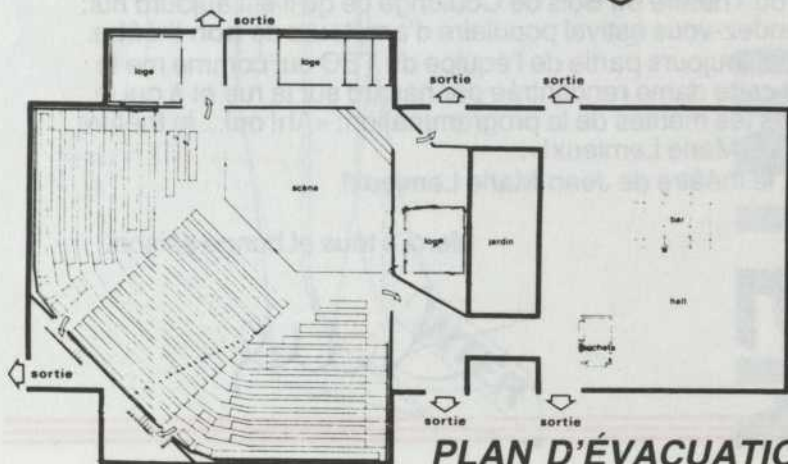 sortie
loge
loge
sortie
sortie
scène
loge
jardin
bar
hall
guichets
sortie
sortie
sortie
PLAN D'ÉVACUATIO